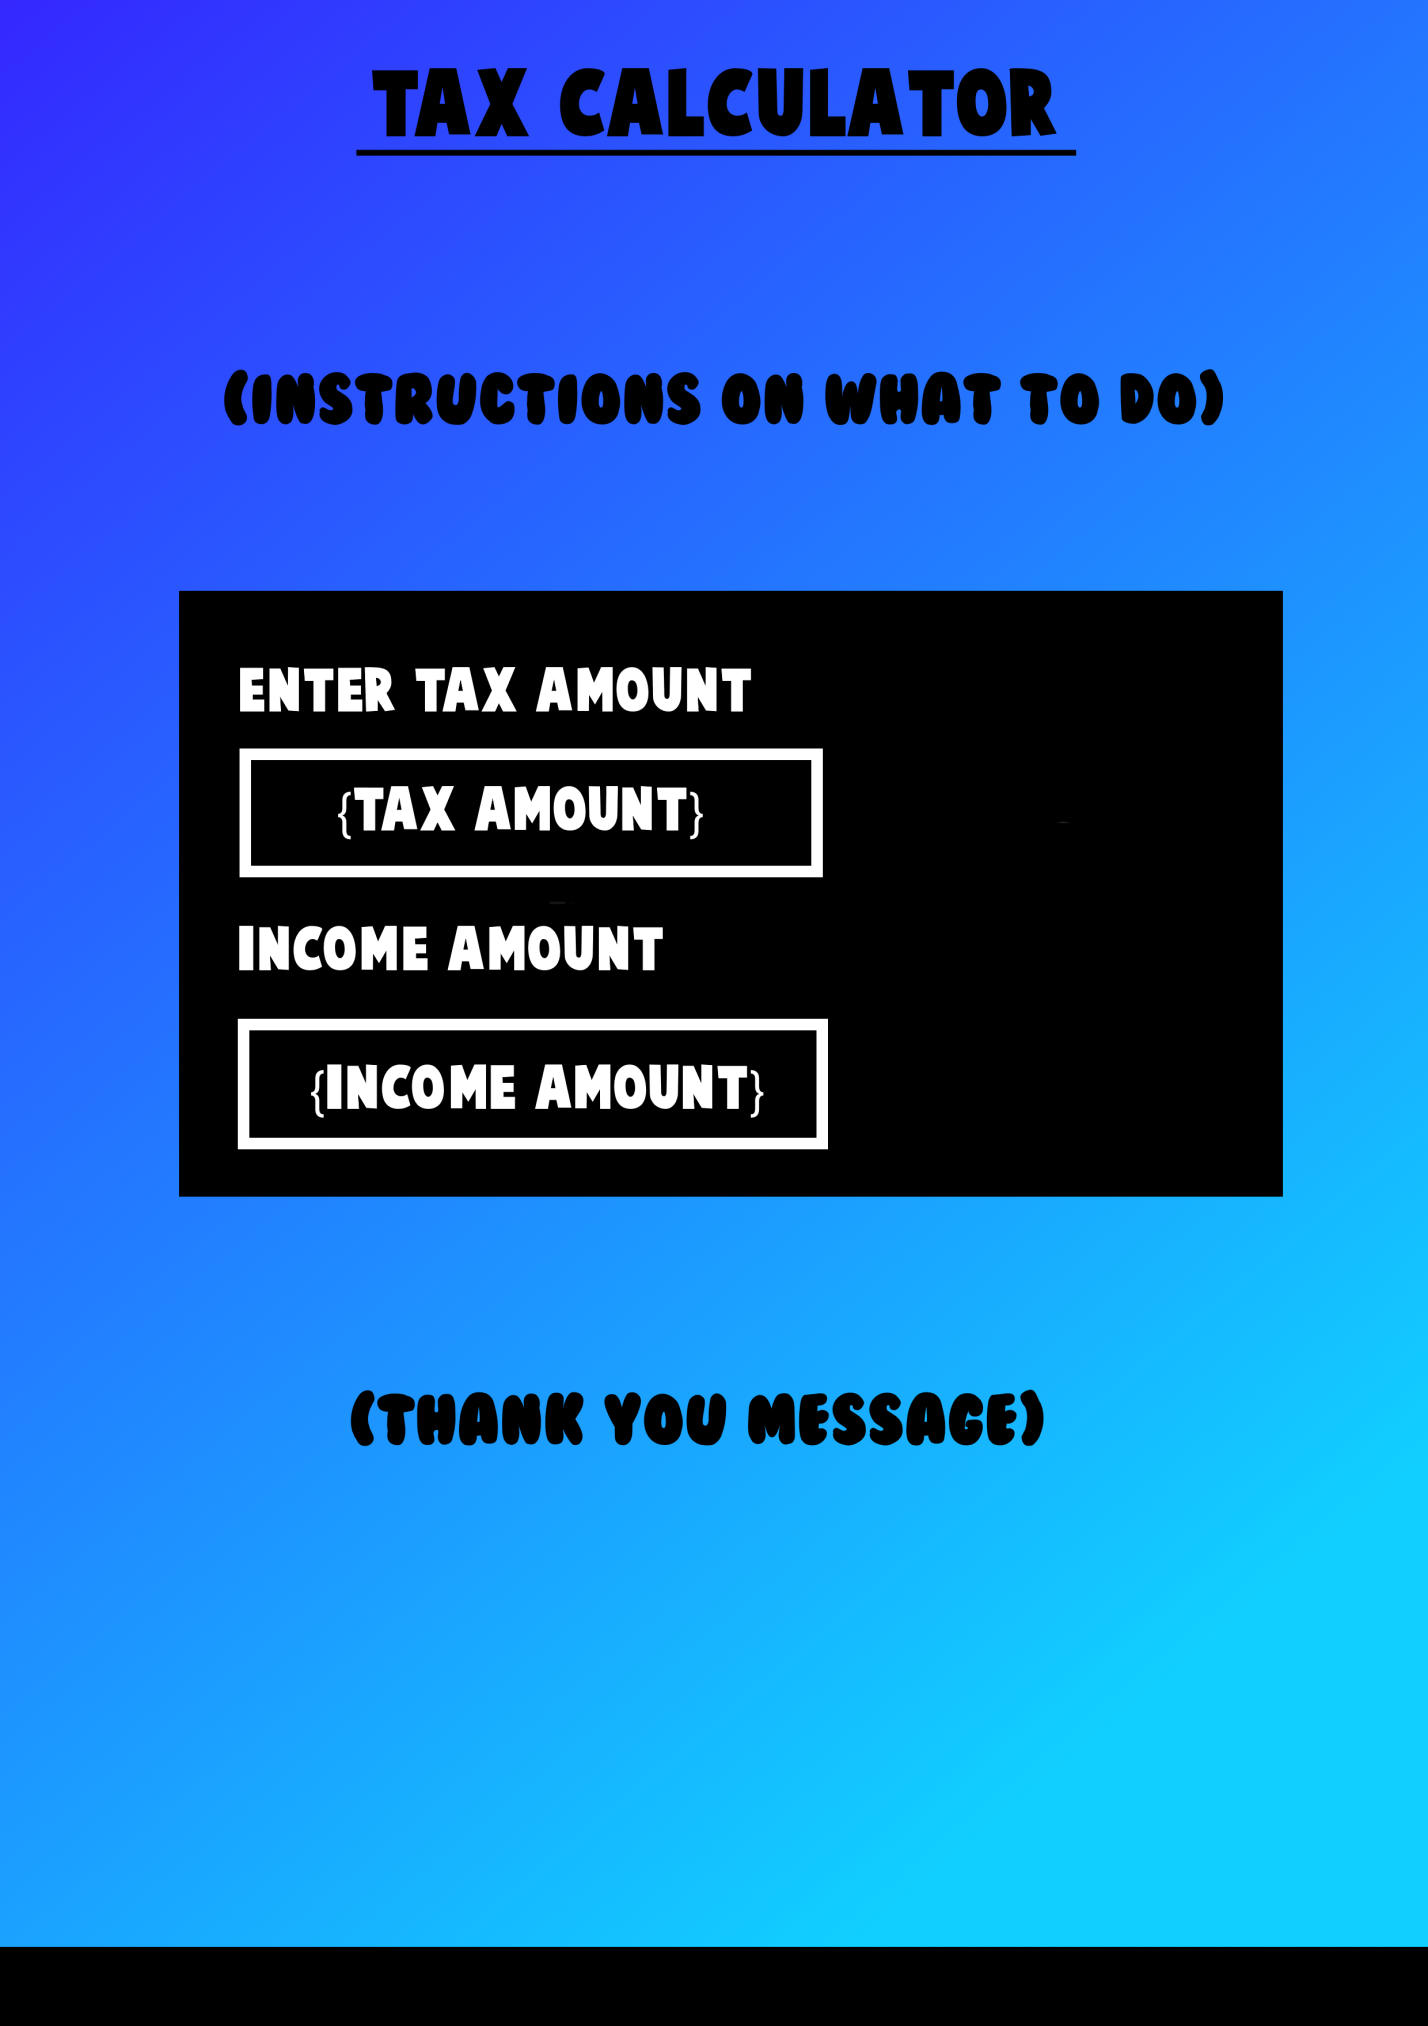 TAX CALCULATOR
(INSTRUCTIONS ON WHAT TO DO)
ENTER TAX AMOUNT
{TAX AMOUNT}
INCOME AMOUNT
{INCOME AMOUNT}
(THANK YOU MESSAGE)